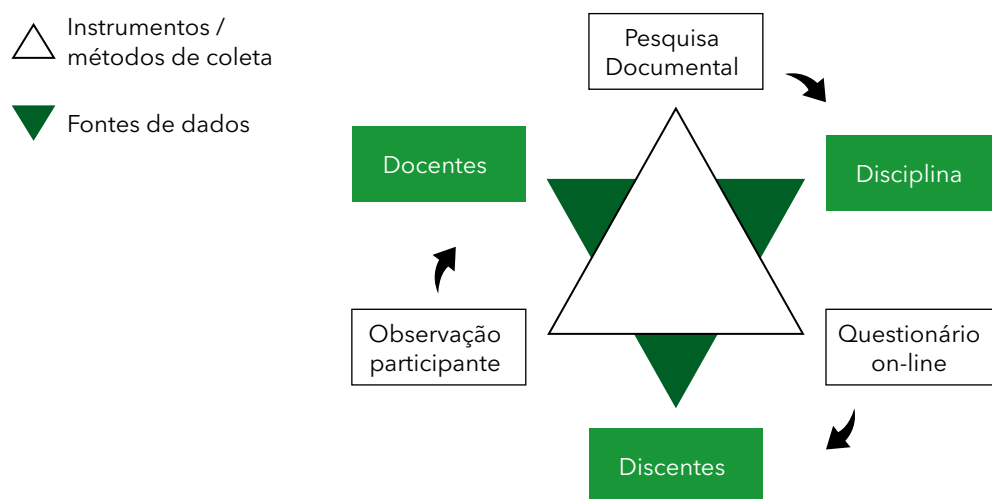 Instrumentos /
métodos de coleta
Fontes de dados
Pesquisa
Documental
Docentes
Disciplina
Observação
participante
Questionário
on-line
Discentes